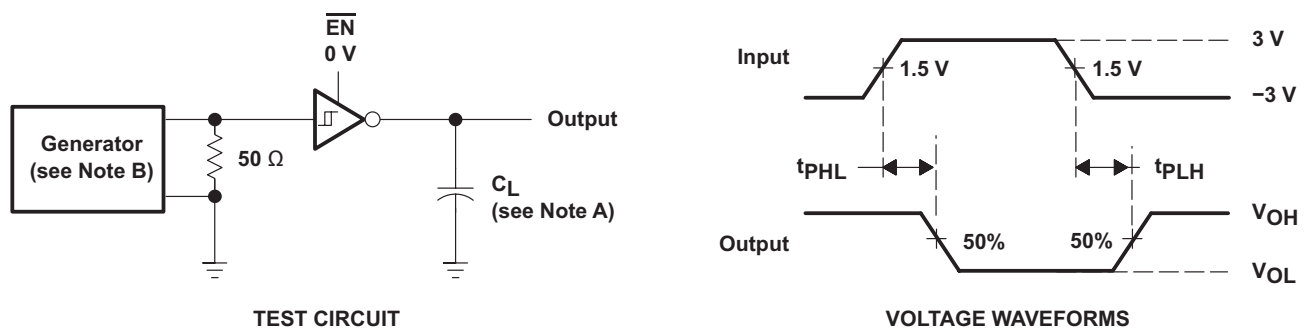 EN
0 V
Generator
(see Note B)
50 Ω
Output
CL
(see Note A)
TEST CIRCUIT
Input
1.5 V
1.5 V
3 V
−3 V
tPHL
tPLH
Output
50%
50%
VOH
VOL
VOLTAGE WAVEFORMS